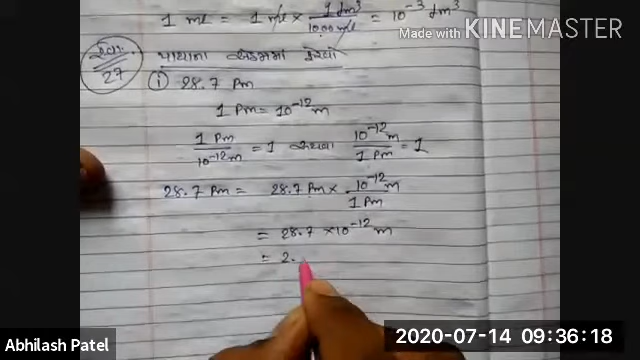 1 ml = 1 ml × 1 dm³ / 1000 ml = 10⁻³ dm³
Made with KINEMASTER
27
પાયાના એકમમાં ફેરવો
(i) 28.7 Pm
1 Pm = 10⁻¹² m
1 Pm / 10⁻¹² m = 1 અથવા 10⁻¹² m / 1 Pm = 1
28.7 Pm = 28.7 Pm × 10⁻¹² m / 1 Pm
= 28.7 × 10⁻¹² m
= 2.
Abhilash Patel
2020-07-14 09:36:18